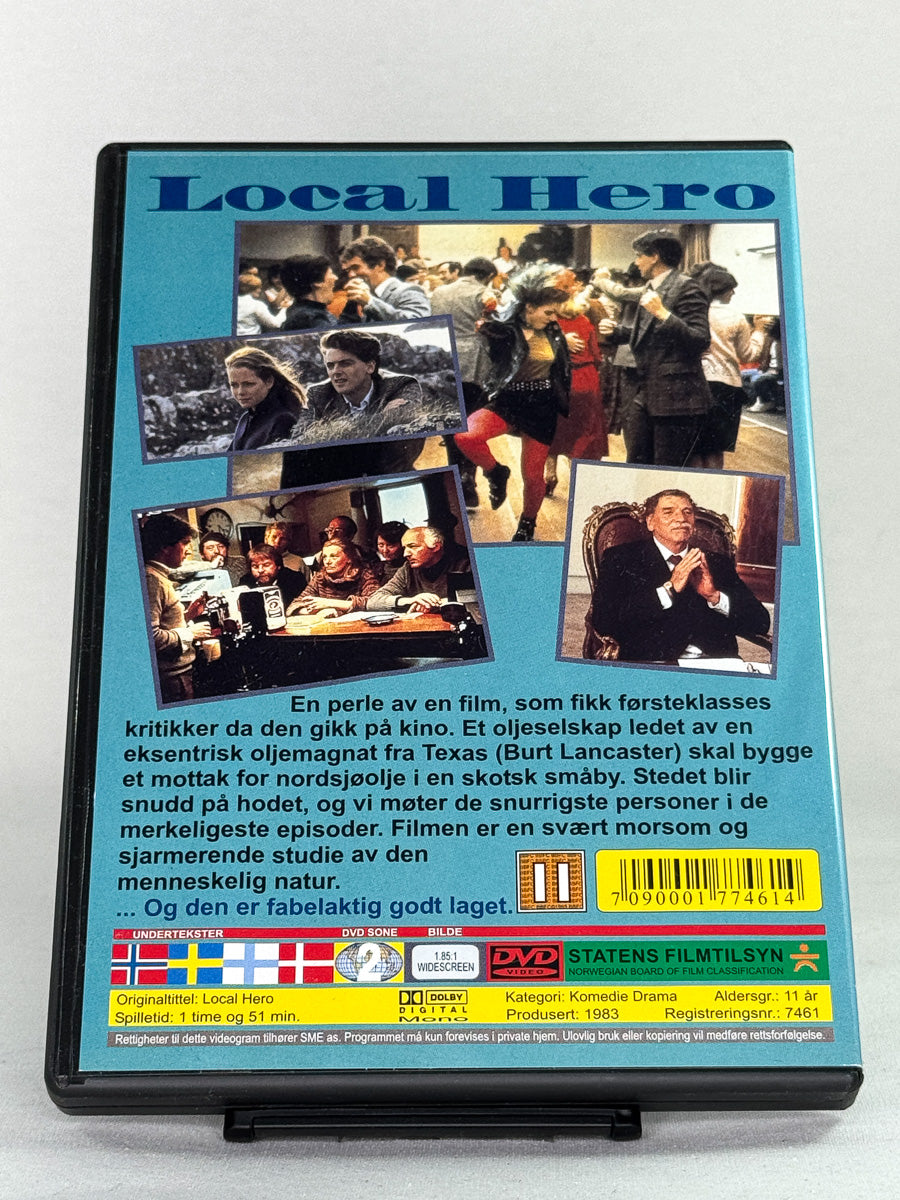 Local Hero
En perle av en film, som fikk førsteklasses
kritikker da den gikk på kino. Et oljeselskap ledet av en
eksentrisk oljemagnat fra Texas (Burt Lancaster) skal bygge
et mottak for nordsjøolje i en skotsk småby. Stedet blir
snudd på hodet, og vi møter de snurrigste personer i de
merkeligeste episoder. Filmen er en svært morsom og
sjarmerende studie av den
menneskelig natur.
... Og den er fabelaktig godt laget.
11
7 090001 774614
UNDERTEKSTER DVD SONE BILDE
2
1.85:1
WIDESCREEN
DVD
VIDEO
STATENS FILMTILSYN
NORWEGIAN BOARD OF FILM CLASSIFICATION
Originaltittel: Local Hero
Spilletid: 1 time og 51 min.
DOLBY
DIGITAL
Mono
Kategori: Komedie Drama Aldersgr.: 11 år
Produsert: 1983 Registreringsnr.: 7461
Rettigheter til dette videogram tilhører SME as. Programmet må kun forevises i private hjem. Ulovlig bruk eller kopiering vil medføre rettsforfølgelse.